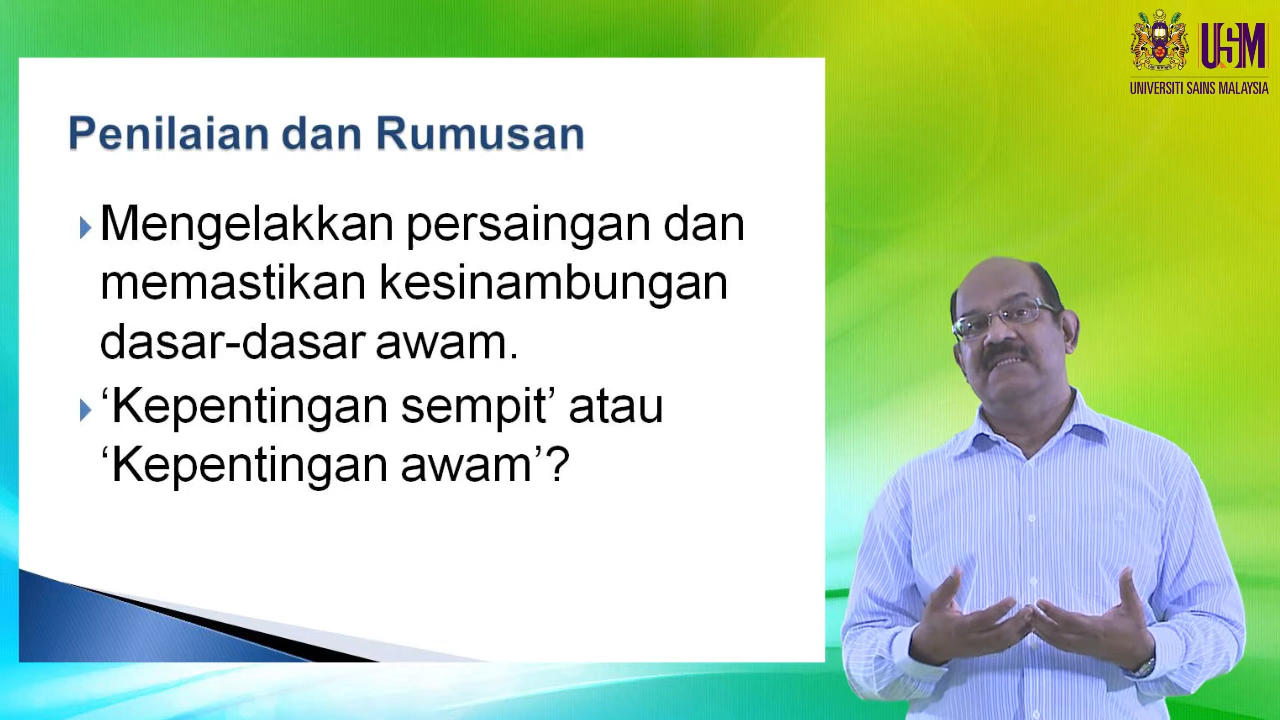 USM
UNIVERSITI SAINS MALAYSIA
Penilaian dan Rumusan
Mengelakkan persaingan dan
memastikan kesinambungan
dasar-dasar awam.
‘Kepentingan sempit’ atau
‘Kepentingan awam’?